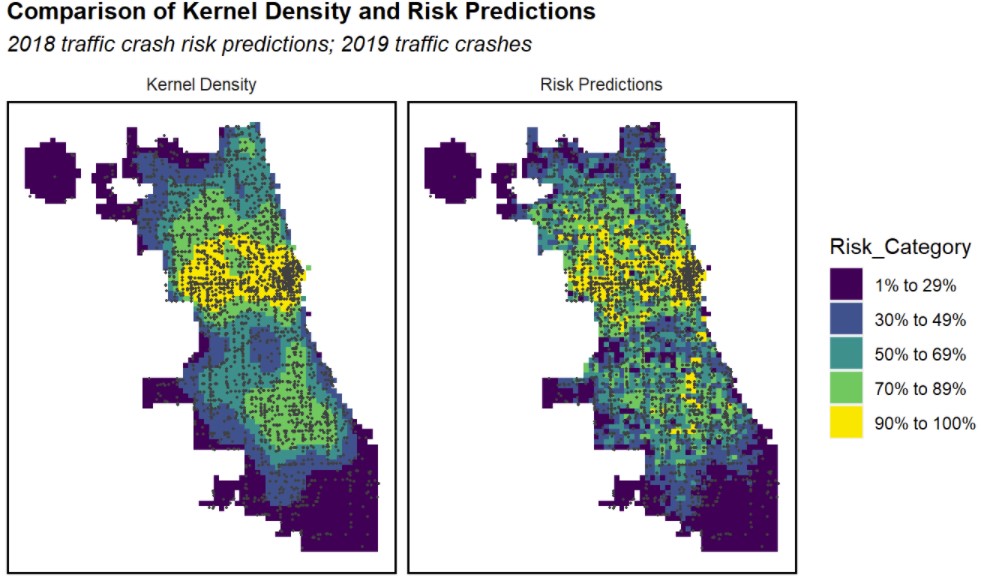 Comparison of Kernel Density and Risk Predictions
2018 traffic crash risk predictions; 2019 traffic crashes
Kernel Density
Risk Predictions
Risk_Category
1% to 29%
30% to 49%
50% to 69%
70% to 89%
90% to 100%